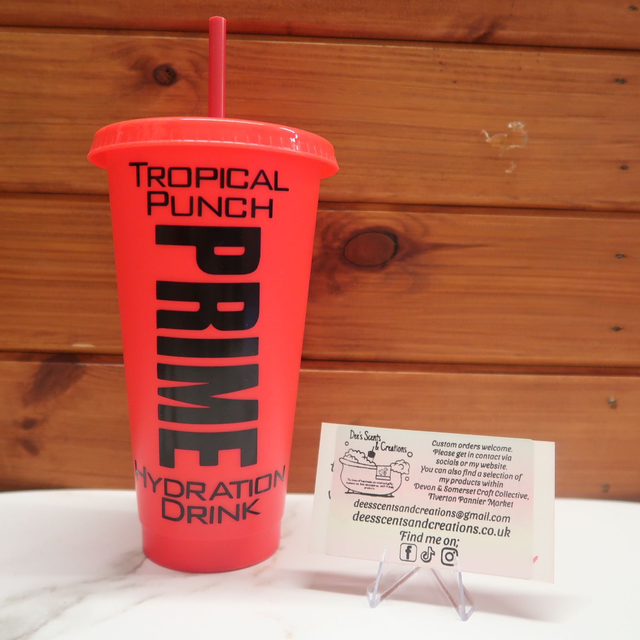 TROPICAL
PUNCH
PRIME
HYDRATION
DRINK
Dee's Scents
& Creations
Custom orders welcome.
Please get in contact via
socials or my website.
You can also find a selection of
my products within
Devon & Somerset Craft Collective,
Tiverton Pannier Market
deesscentsandcreations@gmail.com
deesscentsandcreations.co.uk
Find me on;